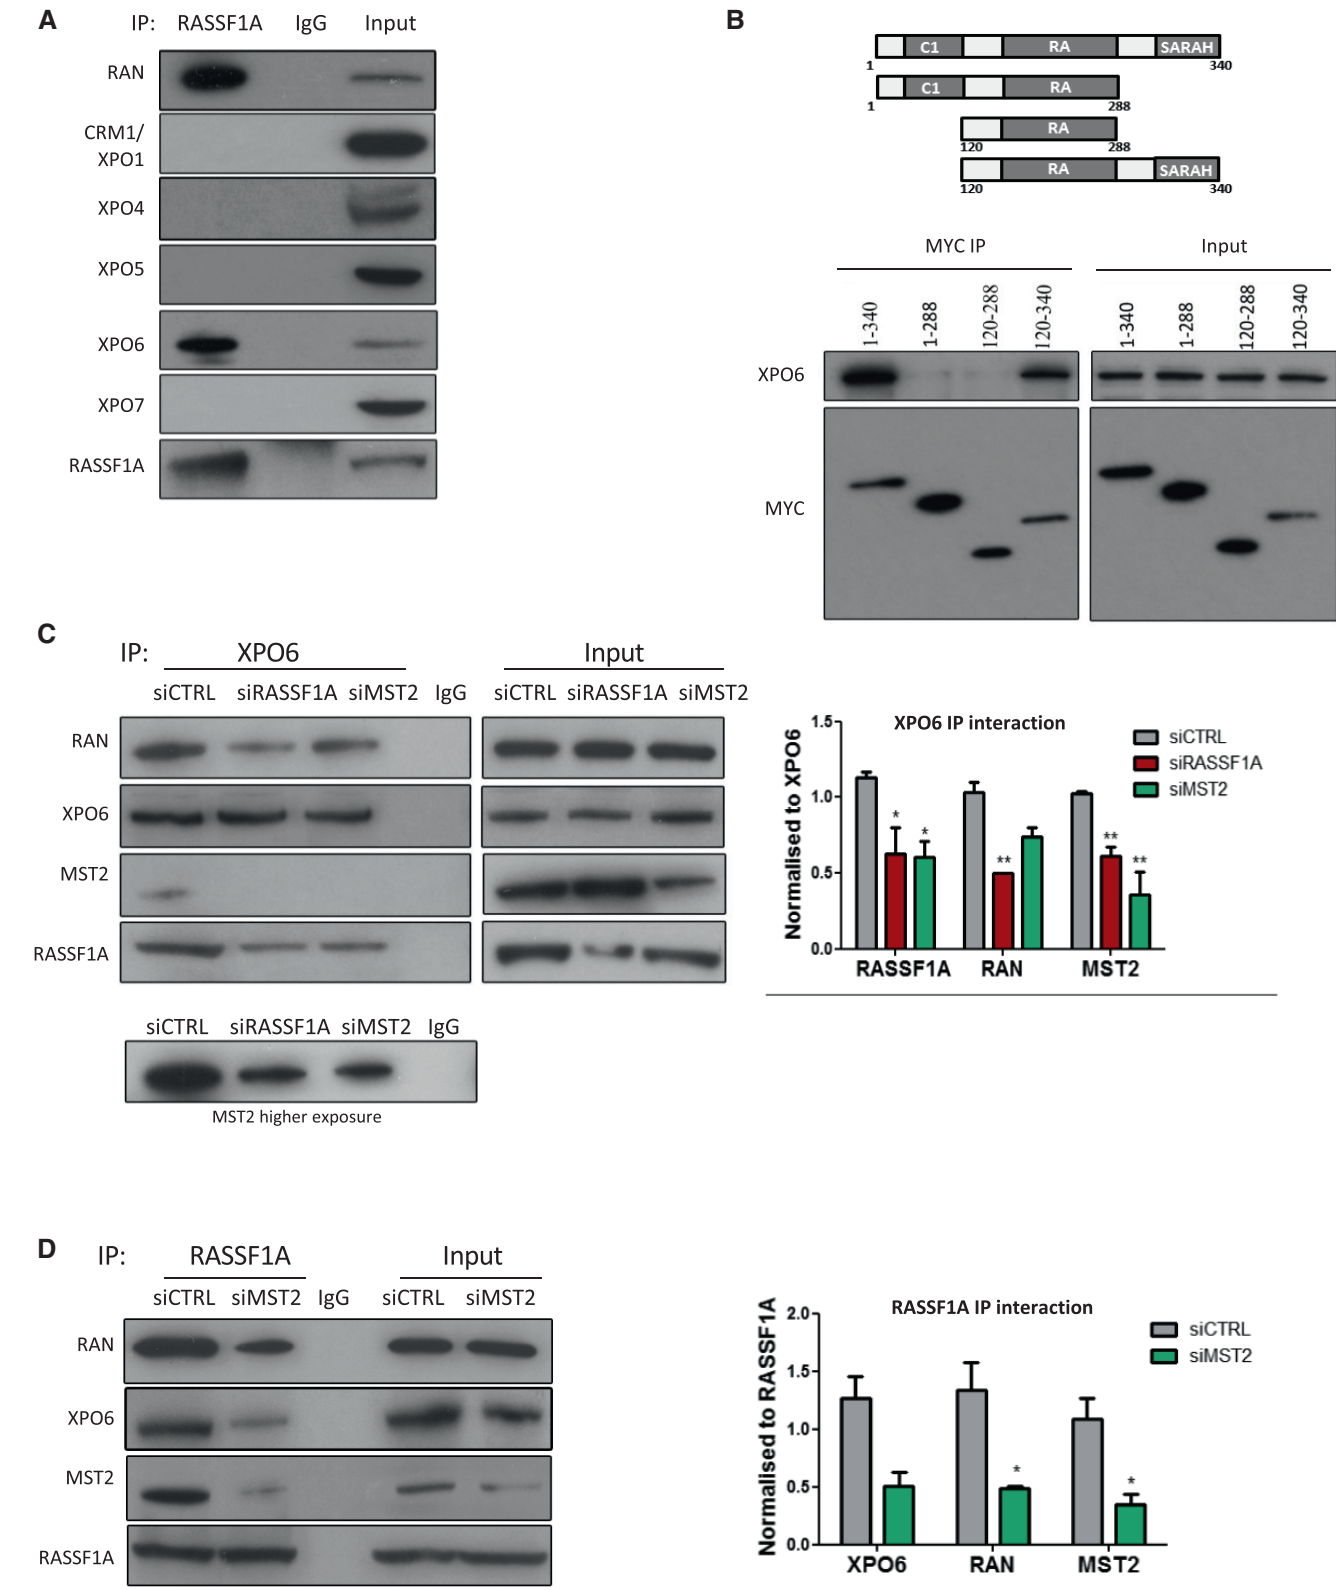 A
IP: RASSF1A IgG Input
RAN
CRM1/
XPO1
XPO4
XPO5
XPO6
XPO7
RASSF1A
B
C1 RA SARAH
1 340
C1 RA
1 288
RA
120 288
RA SARAH
120 340
MYC IP Input
1-340 1-288 120-288 120-340 1-340 1-288 120-288 120-340
XPO6
MYC
C
IP: XPO6 Input
siCTRL siRASSF1A siMST2 IgG siCTRL siRASSF1A siMST2
RAN
XPO6
MST2
RASSF1A
siCTRL siRASSF1A siMST2 IgG
MST2 higher exposure
XPO6 IP interaction
Normalised to XPO6
1.5
1.0
0.5
0.0
siCTRL
siRASSF1A
siMST2
* * ** ** **
RASSF1A RAN MST2
D
IP: RASSF1A Input
siCTRL siMST2 IgG siCTRL siMST2
RAN
XPO6
MST2
RASSF1A
RASSF1A IP interaction
Normalised to RASSF1A
2.0
1.5
1.0
0.5
0.0
siCTRL
siMST2
* *
XPO6 RAN MST2